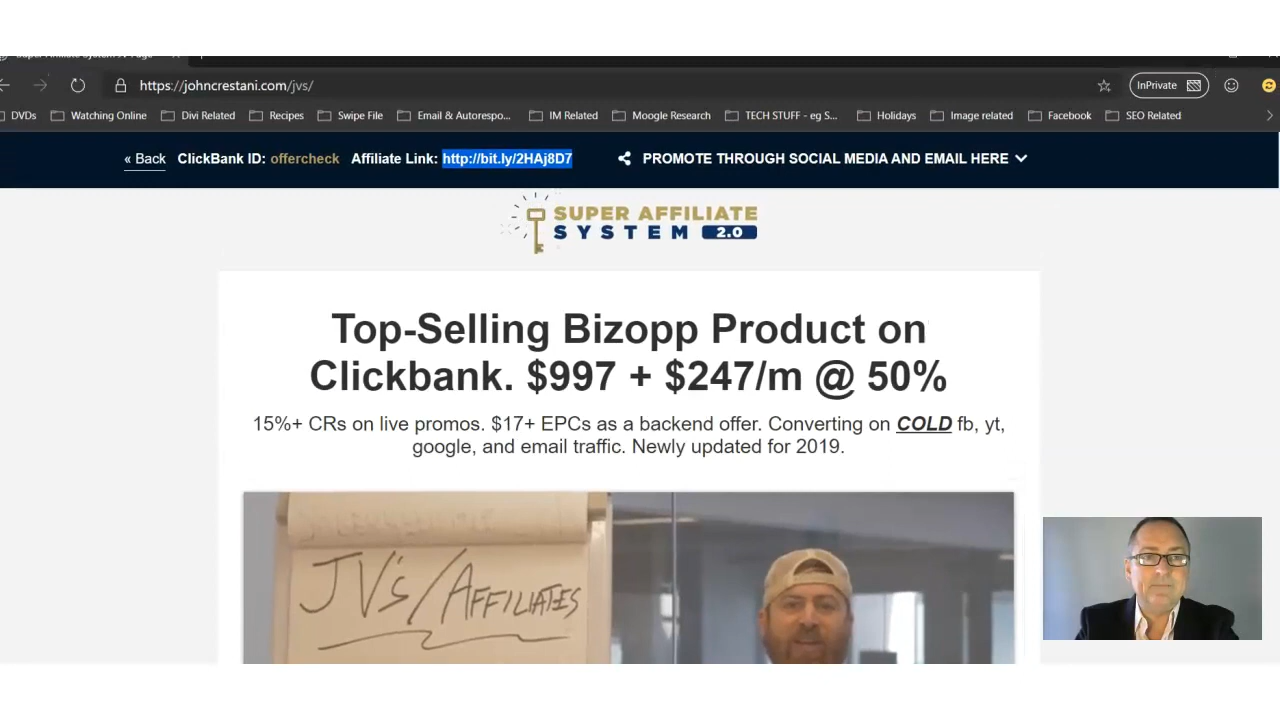 https://johncrestani.com/jvs/
InPrivate
DVDs Watching Online Divi Related Recipes Swipe File Email & Autorespo... IM Related Moogle Research TECH STUFF - eg S... Holidays Image related Facebook SEO Related
« Back ClickBank ID: offercheck Affiliate Link: http://bit.ly/2HAj8D7 PROMOTE THROUGH SOCIAL MEDIA AND EMAIL HERE
SUPER AFFILIATE
SYSTEM 2.0
Top-Selling Bizopp Product on
Clickbank. $997 + $247/m @ 50%
15%+ CRs on live promos. $17+ EPCs as a backend offer. Converting on COLD fb, yt,
google, and email traffic. Newly updated for 2019.
JV's/AFFILIATES